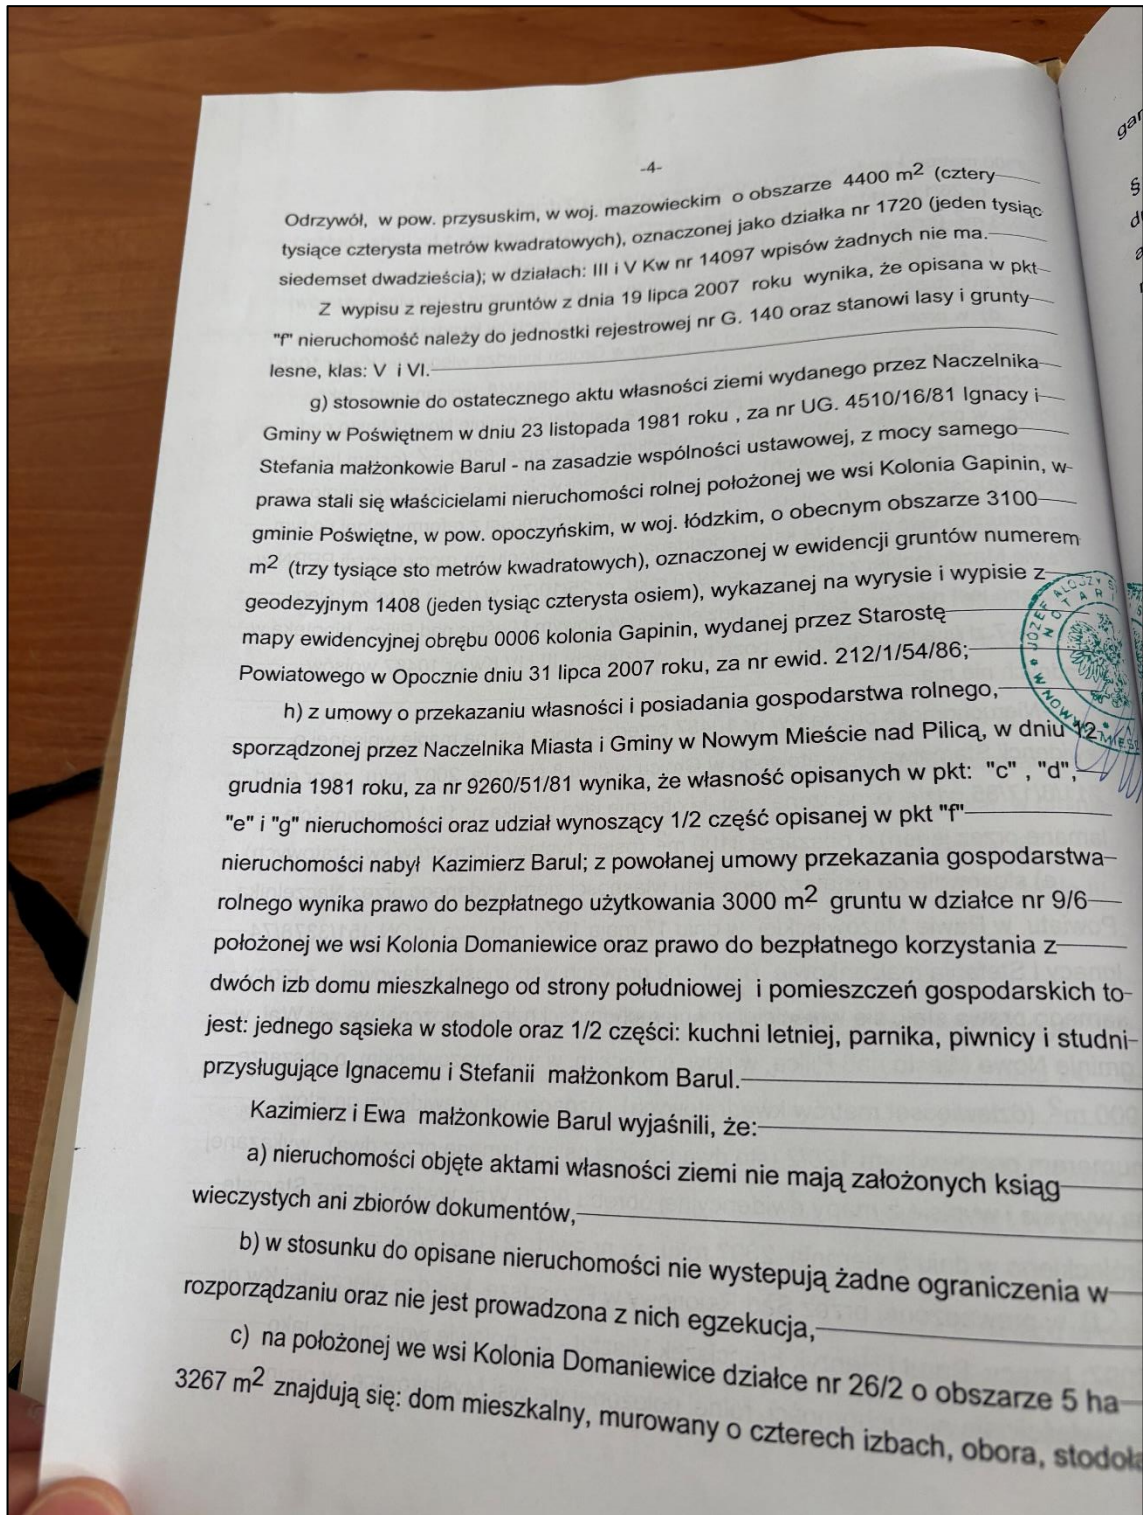 -4-
Odrzywół, w pow. przysuskim, w woj. mazowieckim o obszarze 4400 m2 (cztery
tysiące czterysta metrów kwadratowych), oznaczonej jako działka nr 1720 (jeden tysiąc
siedemset dwadzieścia); w działach: III i V Kw nr 14097 wpisów żadnych nie ma.
Z wypisu z rejestru gruntów z dnia 19 lipca 2007 roku wynika, że opisana w pkt
"f" nieruchomość należy do jednostki rejestrowej nr G. 140 oraz stanowi lasy i grunty
lesne, klas: V i VI.
g) stosownie do ostatecznego aktu własności ziemi wydanego przez Naczelnika
Gminy w Poświętnem w dniu 23 listopada 1981 roku , za nr UG. 4510/16/81 Ignacy i
Stefania małżonkowie Barul - na zasadzie wspólności ustawowej, z mocy samego
prawa stali się właścicielami nieruchomości rolnej położonej we wsi Kolonia Gapinin, w
gminie Poświętne, w pow. opoczyńskim, w woj. łódzkim, o obecnym obszarze 3100
m2 (trzy tysiące sto metrów kwadratowych), oznaczonej w ewidencji gruntów numerem
geodezyjnym 1408 (jeden tysiąc czterysta osiem), wykazanej na wyrysie i wypisie z
mapy ewidencyjnej obrębu 0006 kolonia Gapinin, wydanej przez Starostę
Powiatowego w Opocznie dniu 31 lipca 2007 roku, za nr ewid. 212/1/54/86;
h) z umowy o przekazaniu własności i posiadania gospodarstwa rolnego,
sporządzonej przez Naczelnika Miasta i Gminy w Nowym Mieście nad Pilicą, w dniu 12
grudnia 1981 roku, za nr 9260/51/81 wynika, że własność opisanych w pkt: "c" , "d",
"e" i "g" nieruchomości oraz udział wynoszący 1/2 część opisanej w pkt "f"
nieruchomości nabył Kazimierz Barul; z powołanej umowy przekazania gospodarstwa
rolnego wynika prawo do bezpłatnego użytkowania 3000 m2 gruntu w działce nr 9/6
położonej we wsi Kolonia Domaniewice oraz prawo do bezpłatnego korzystania z
dwóch izb domu mieszkalnego od strony południowej i pomieszczeń gospodarskich to
jest: jednego sąsieka w stodole oraz 1/2 części: kuchni letniej, parnika, piwnicy i studni
przysługujące Ignacemu i Stefanii małżonkom Barul.
Kazimierz i Ewa małżonkowie Barul wyjaśnili, że:
a) nieruchomości objęte aktami własności ziemi nie mają założonych ksiąg
wieczystych ani zbiorów dokumentów,
b) w stosunku do opisane nieruchomości nie wystepują żadne ograniczenia w
rozporządzaniu oraz nie jest prowadzona z nich egzekucja,
c) na położonej we wsi Kolonia Domaniewice działce nr 26/2 o obszarze 5 ha
3267 m2 znajdują się: dom mieszkalny, murowany o czterech izbach, obora, stodoła
JÓZEF ALOJZY
NOTARI
W NOWYM MIEŚ
gar
§